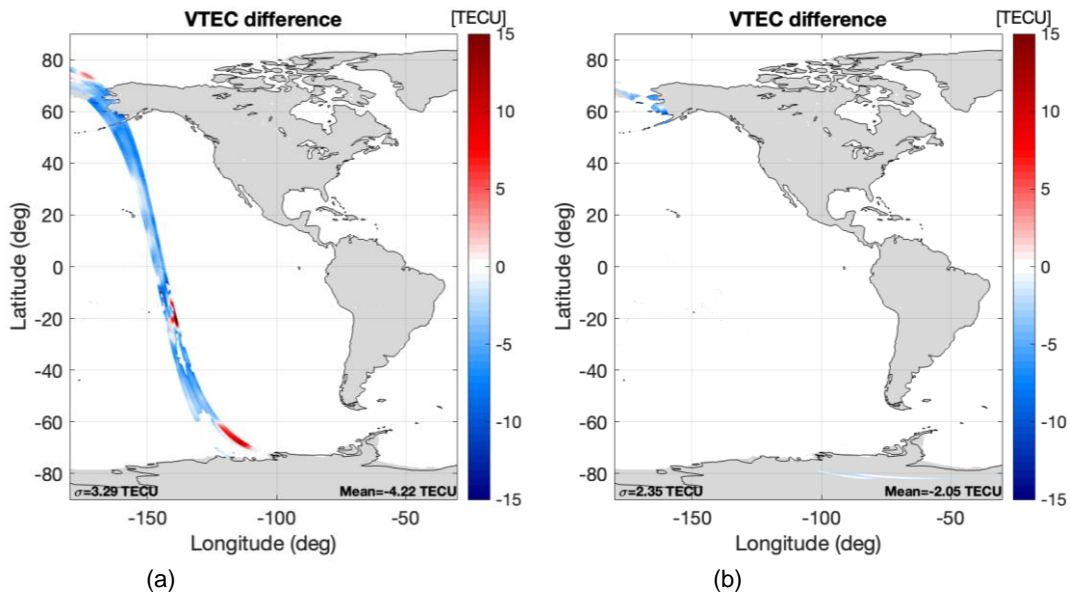 VTEC difference
[TECU]
80
60
40
20
0
-20
-40
-60
-80
Latitude (deg)
-150
-100
-50
Longitude (deg)
σ=3.29 TECU
Mean=-4.22 TECU
15
10
5
0
-5
-10
-15
(a)
VTEC difference
[TECU]
80
60
40
20
0
-20
-40
-60
-80
Latitude (deg)
-150
-100
-50
Longitude (deg)
σ=2.35 TECU
Mean=-2.05 TECU
15
10
5
0
-5
-10
-15
(b)